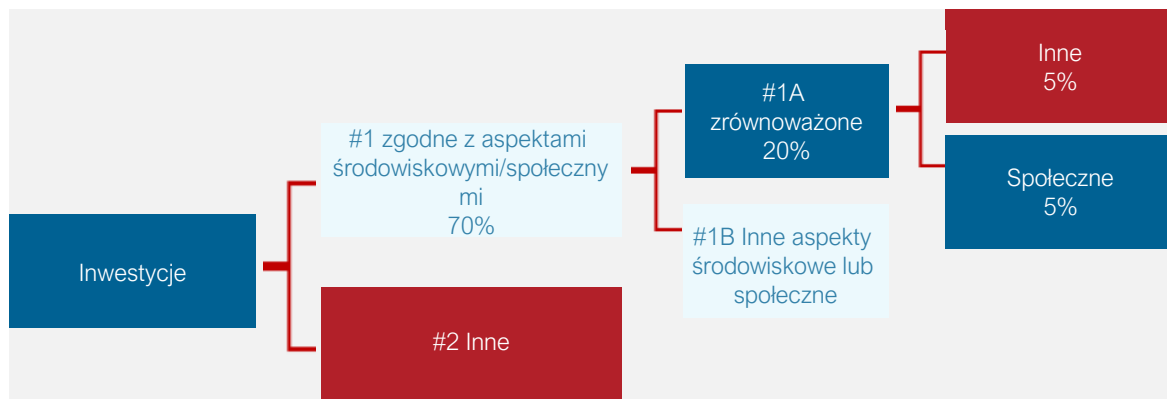 Inwestycje
#1 zgodne z aspektami
środowiskowymi/społeczny
mi
70%
#2 Inne
#1A
zrównoważone
20%
#1B Inne aspekty
środowiskowe lub
społeczne
Inne
5%
Społeczne
5%